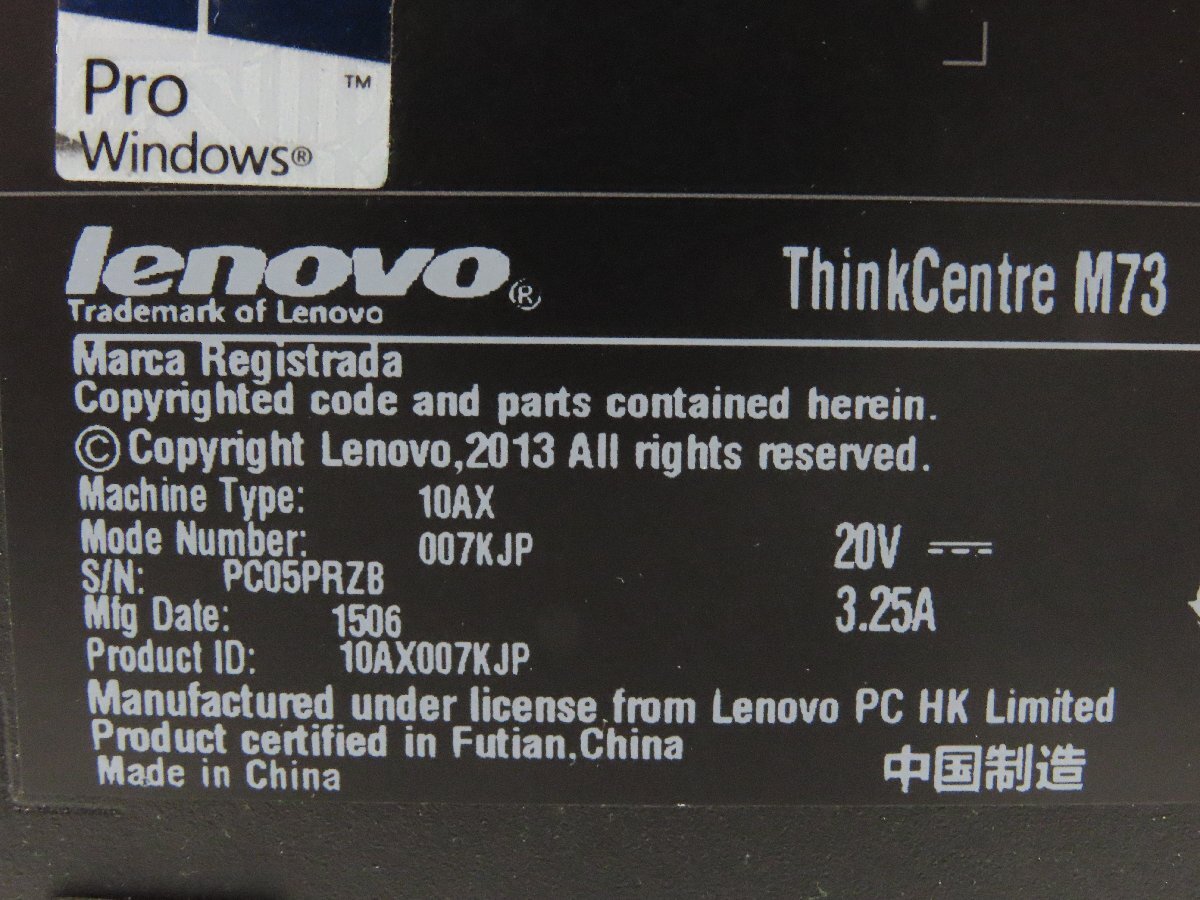 Pro ™
Windows®
lenovo®
ThinkCentre M73
Trademark of Lenovo
Marca Registrada
Copyrighted code and parts contained herein.
© Copyright Lenovo,2013 All rights reserved.
Machine Type: 10AX
Mode Number: 007KJP
20V ⎓
S/N: PC05PRZB
Mfg Date: 1506
3.25A
Product ID: 10AX007KJP
Manufactured under license from Lenovo PC HK Limited
Product certified in Futian,China
Made in China
中国制造